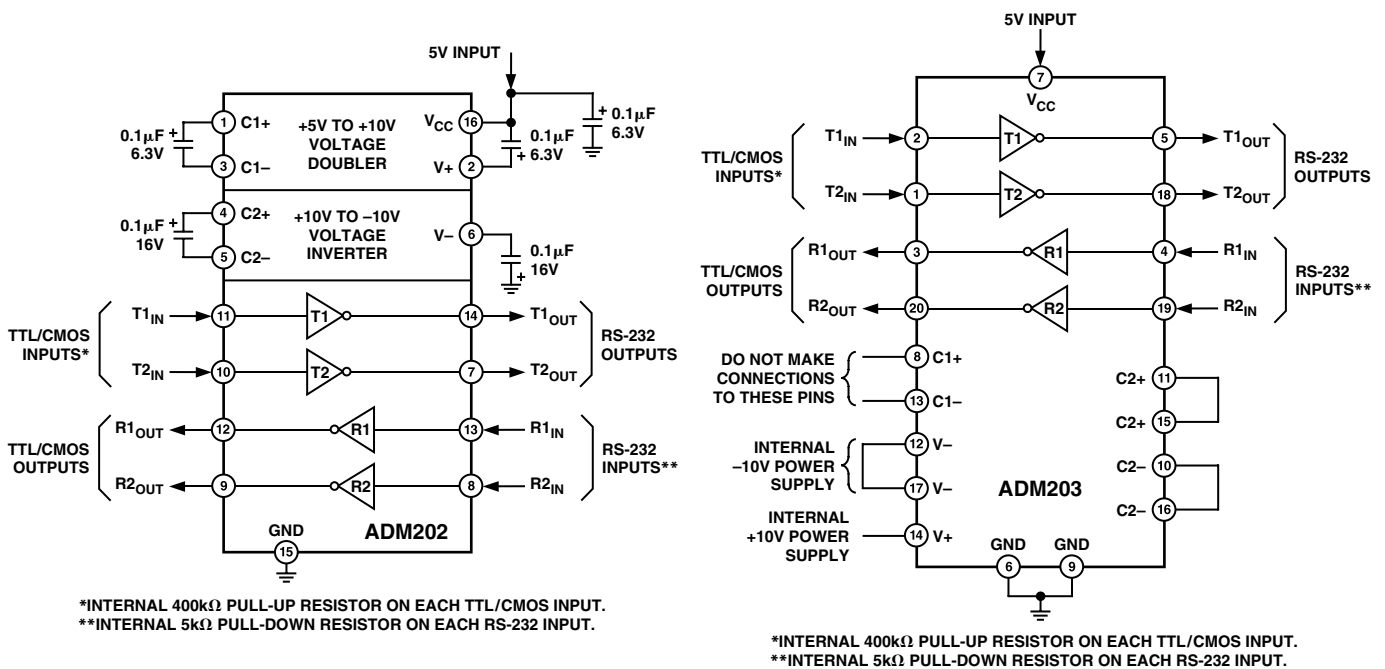 5V INPUT
1
C1+
0.1µF
6.3V
+
3
C1–
+5V TO +10V
VOLTAGE
DOUBLER
VCC
16
V+
2
0.1µF
6.3V
+
+
0.1µF
6.3V
4
C2+
0.1µF
16V
+
5
C2–
+10V TO –10V
VOLTAGE
INVERTER
V–
6
0.1µF
16V
+
TTL/CMOS
INPUTS*
T1IN
11
T1
14
T1OUT
RS-232
OUTPUTS
T2IN
10
T2
7
T2OUT
TTL/CMOS
OUTPUTS
R1OUT
12
R1
13
R1IN
RS-232
INPUTS**
R2OUT
9
R2
8
R2IN
GND
15
ADM202
*INTERNAL 400kΩ PULL-UP RESISTOR ON EACH TTL/CMOS INPUT.
**INTERNAL 5kΩ PULL-DOWN RESISTOR ON EACH RS-232 INPUT.
5V INPUT
7
VCC
TTL/CMOS
INPUTS*
T1IN
2
T1
5
T1OUT
RS-232
OUTPUTS
T2IN
1
T2
18
T2OUT
TTL/CMOS
OUTPUTS
R1OUT
3
R1
4
R1IN
RS-232
INPUTS**
R2OUT
20
R2
19
R2IN
DO NOT MAKE
CONNECTIONS
TO THESE PINS
8
C1+
13
C1–
INTERNAL
–10V POWER
SUPPLY
12
V–
17
V–
INTERNAL
+10V POWER
SUPPLY
14
V+
C2+
11
C2+
15
C2–
10
C2–
16
ADM203
GND
GND
6
9
*INTERNAL 400kΩ PULL-UP RESISTOR ON EACH TTL/CMOS INPUT.
**INTERNAL 5kΩ PULL-DOWN RESISTOR ON EACH RS-232 INPUT.